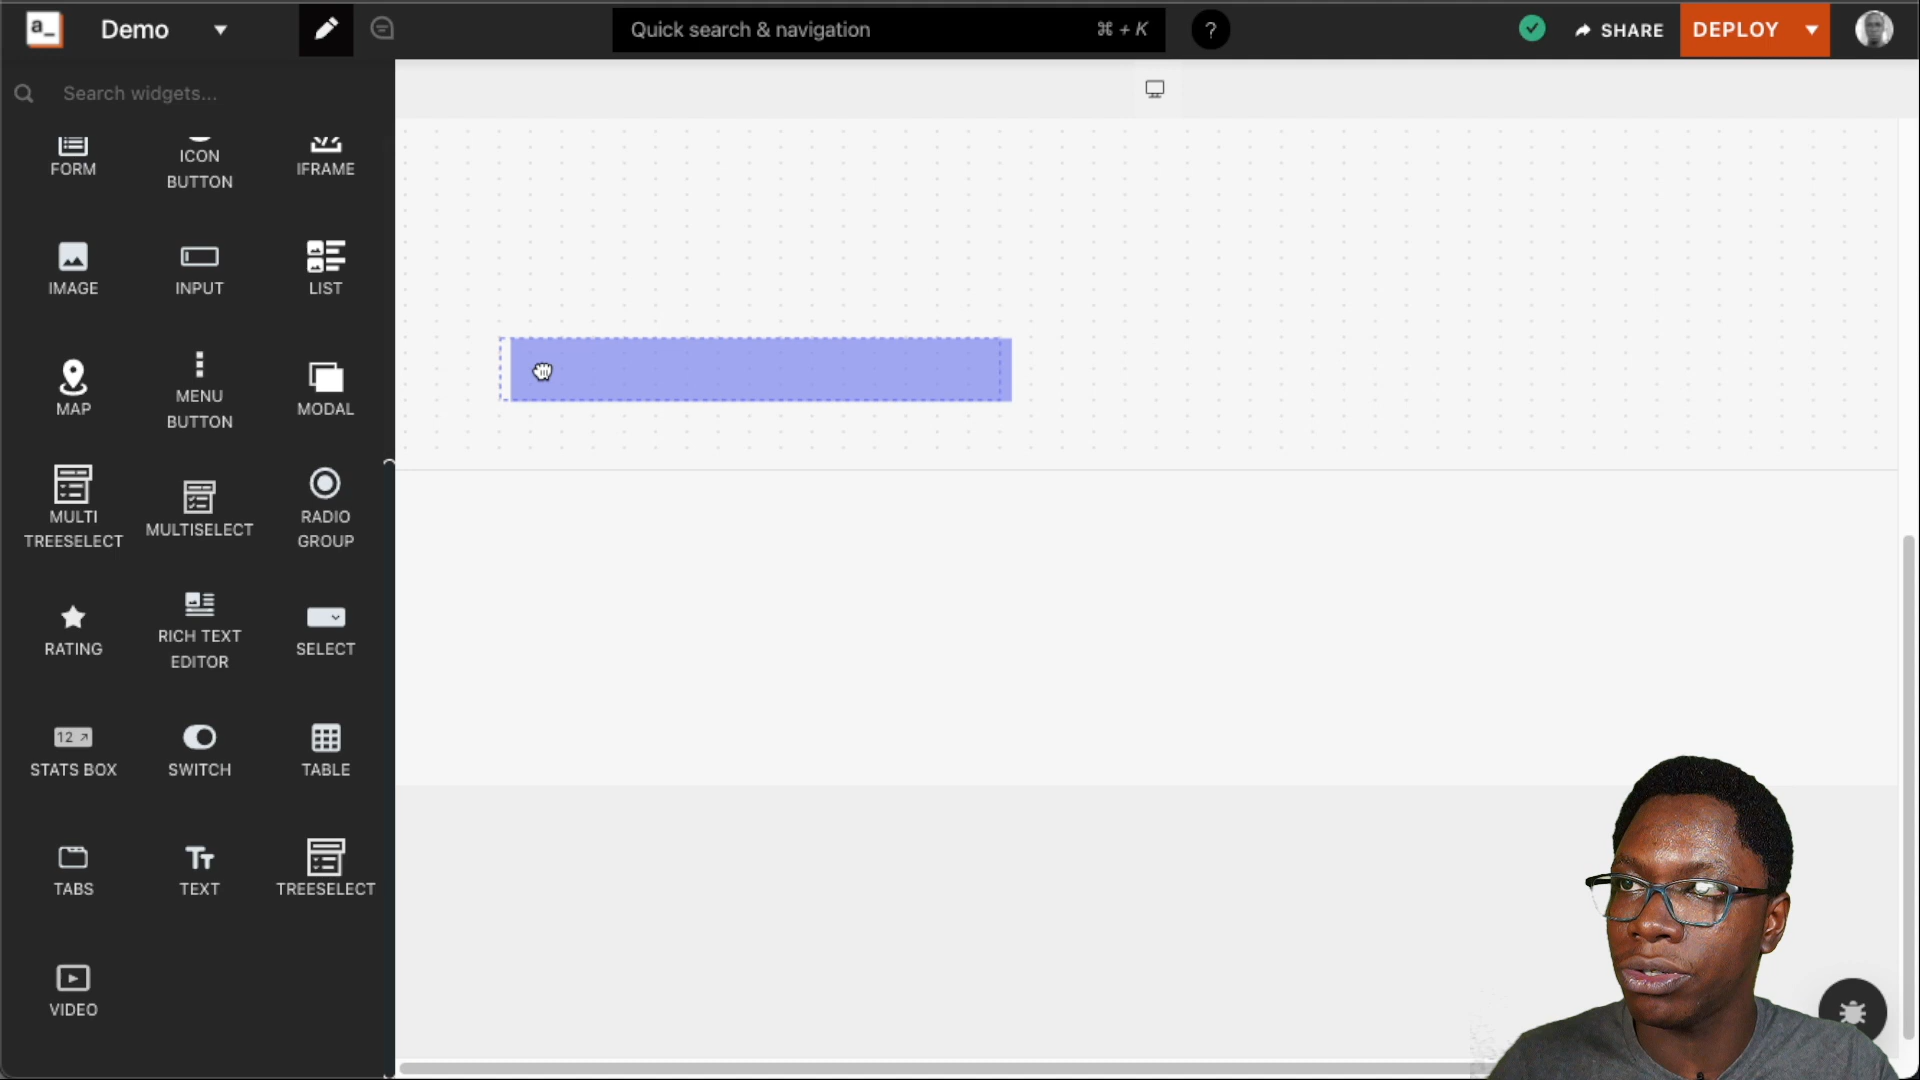 a_ Demo Quick search & navigation ⌘ + K ? SHARE DEPLOY
Search widgets...
FORM ICON BUTTON IFRAME
IMAGE INPUT LIST
MAP MENU BUTTON MODAL
MULTI TREESELECT MULTISELECT RADIO GROUP
RATING RICH TEXT EDITOR SELECT
12
STATS BOX SWITCH TABLE
TABS Tт TEXT TREESELECT
VIDEO